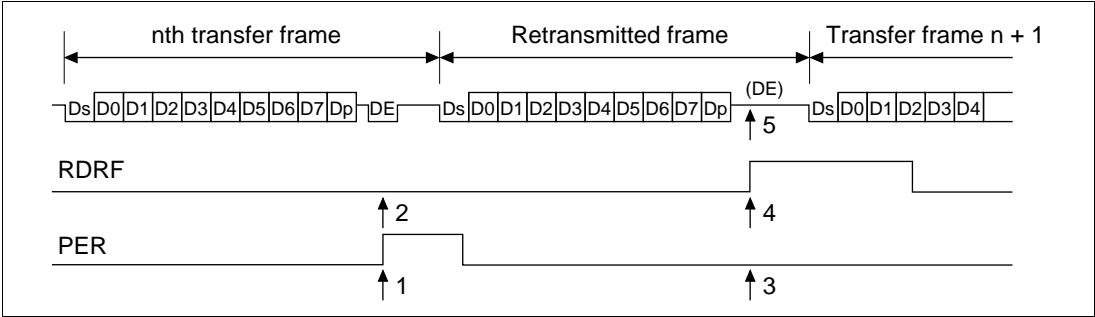 nth transfer frame Retransmitted frame Transfer frame n + 1
(DE)
Ds D0 D1 D2 D3 D4 D5 D6 D7 Dp DE Ds D0 D1 D2 D3 D4 D5 D6 D7 Dp Ds D0 D1 D2 D3 D4
5
RDRF
2 4
PER
1 3